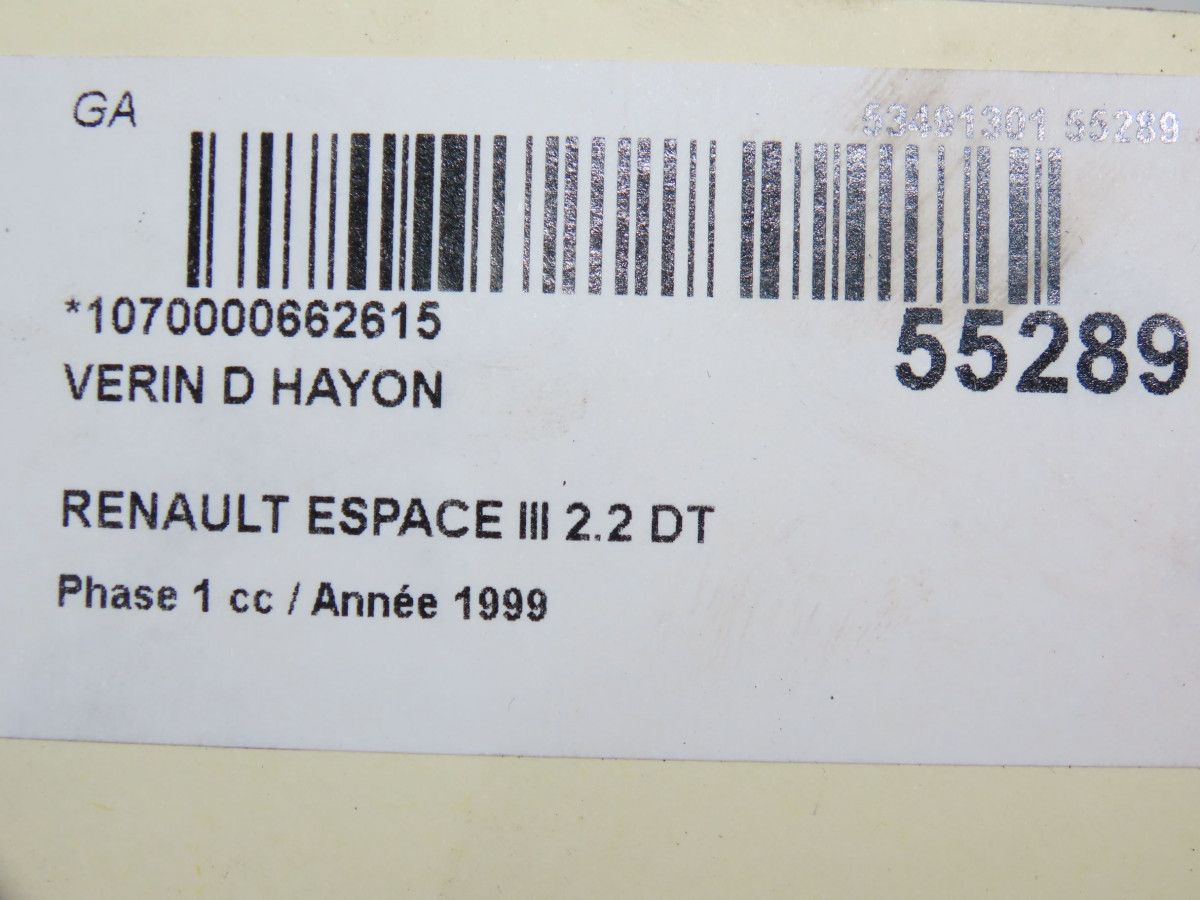 GA
53491301 55289
*1070000662615
55289
VERIN D HAYON
RENAULT ESPACE III 2.2 DT
Phase 1 cc / Année 1999